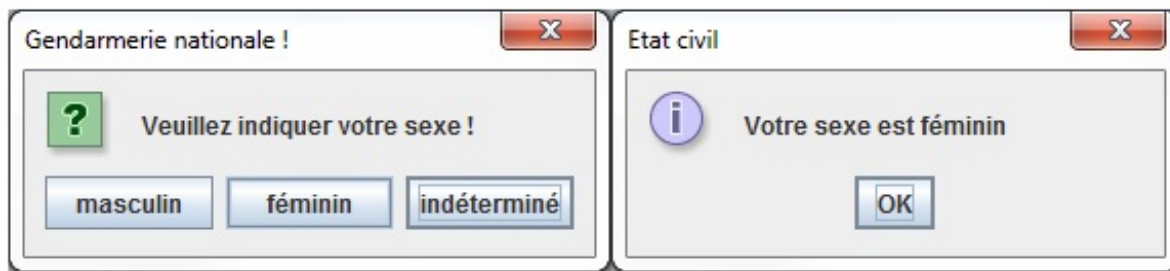 Gendarmerie nationale !
? Veuillez indiquer votre sexe !
masculin féminin indéterminé
Etat civil
i Votre sexe est féminin
OK